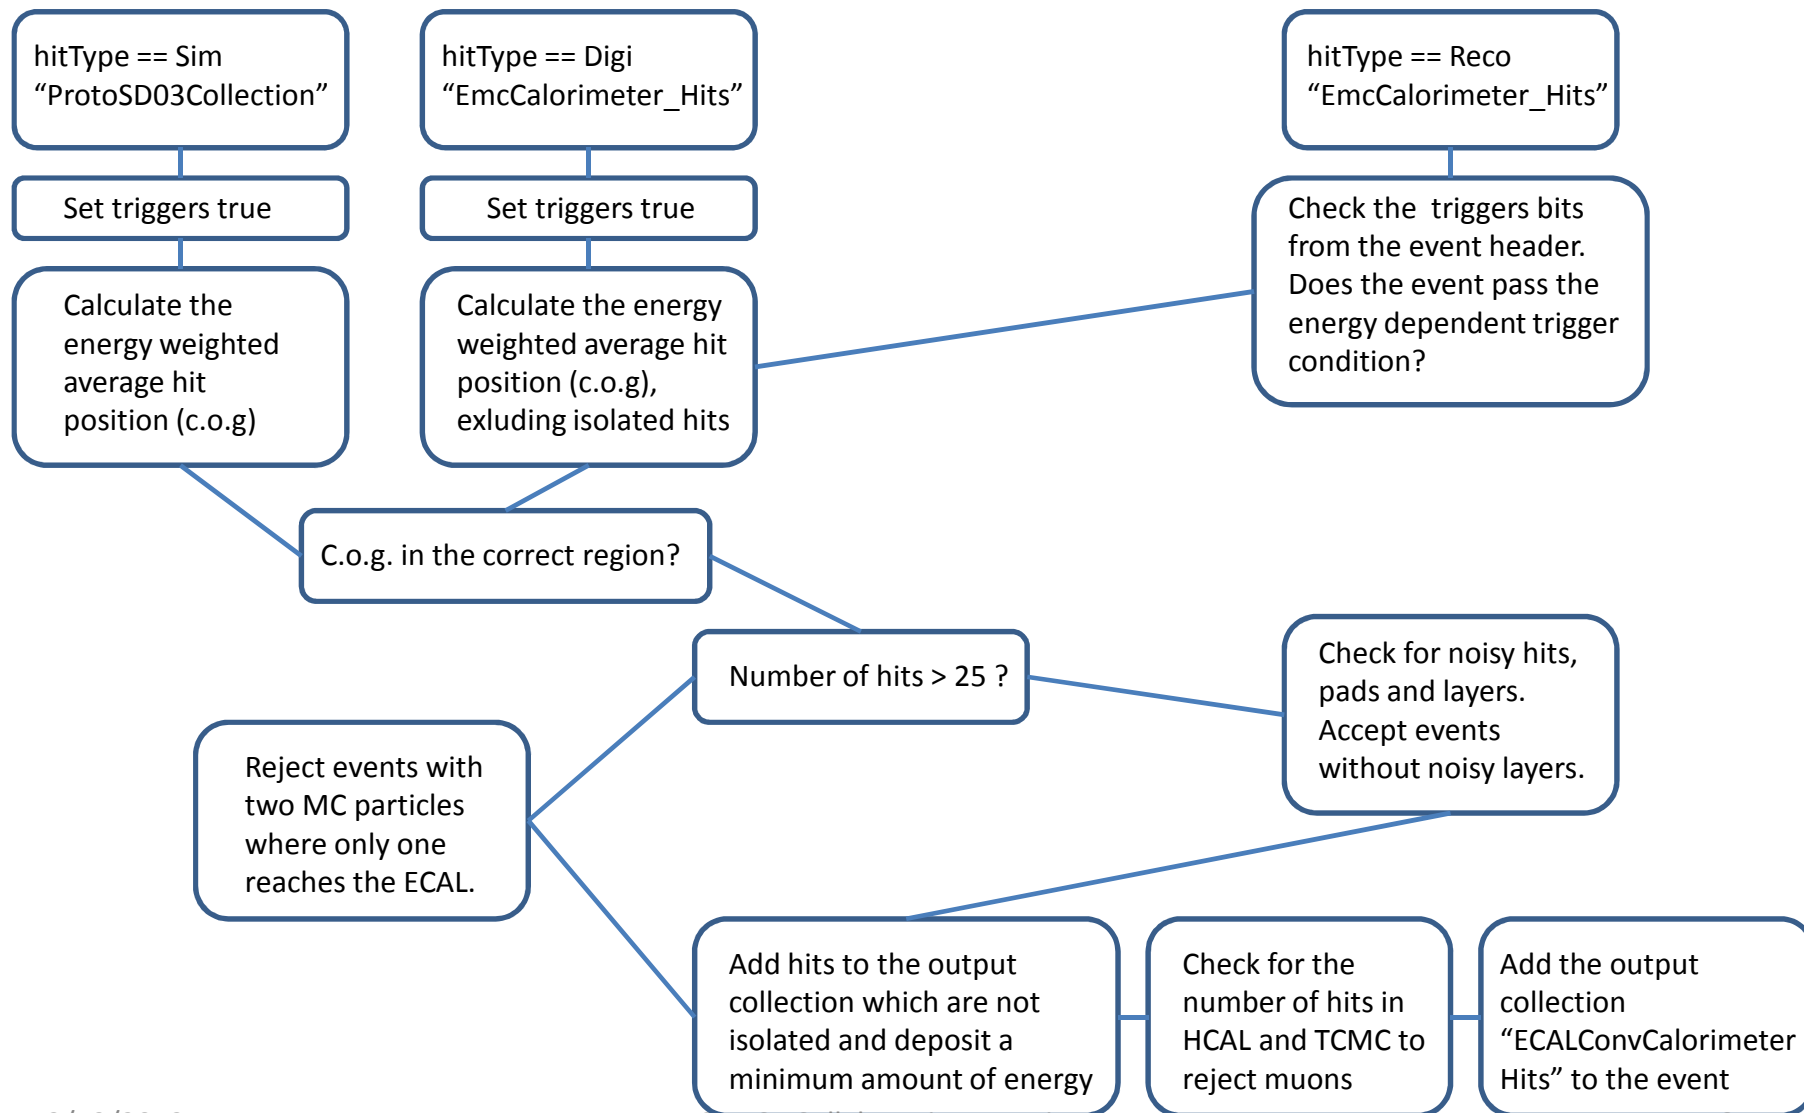 hitType == Sim
“ProtoSD03Collection”
hitType == Digi
“EmcCalorimeter_Hits”
hitType == Reco
“EmcCalorimeter_Hits”
Set triggers true
Set triggers true
Check the triggers bits
from the event header.
Does the event pass the
energy dependent trigger
condition?
Calculate the
energy weighted
average hit
position (c.o.g)
Calculate the energy
weighted average hit
position (c.o.g),
exluding isolated hits
C.o.g. in the correct region?
Number of hits > 25 ?
Check for noisy hits,
pads and layers.
Accept events
without noisy layers.
Reject events with
two MC particles
where only one
reaches the ECAL.
Add hits to the output
collection which are not
isolated and deposit a
minimum amount of energy
Check for the
number of hits in
HCAL and TCMC to
reject muons
Add the output
collection
“ECALConvCalorimeter
Hits” to the event